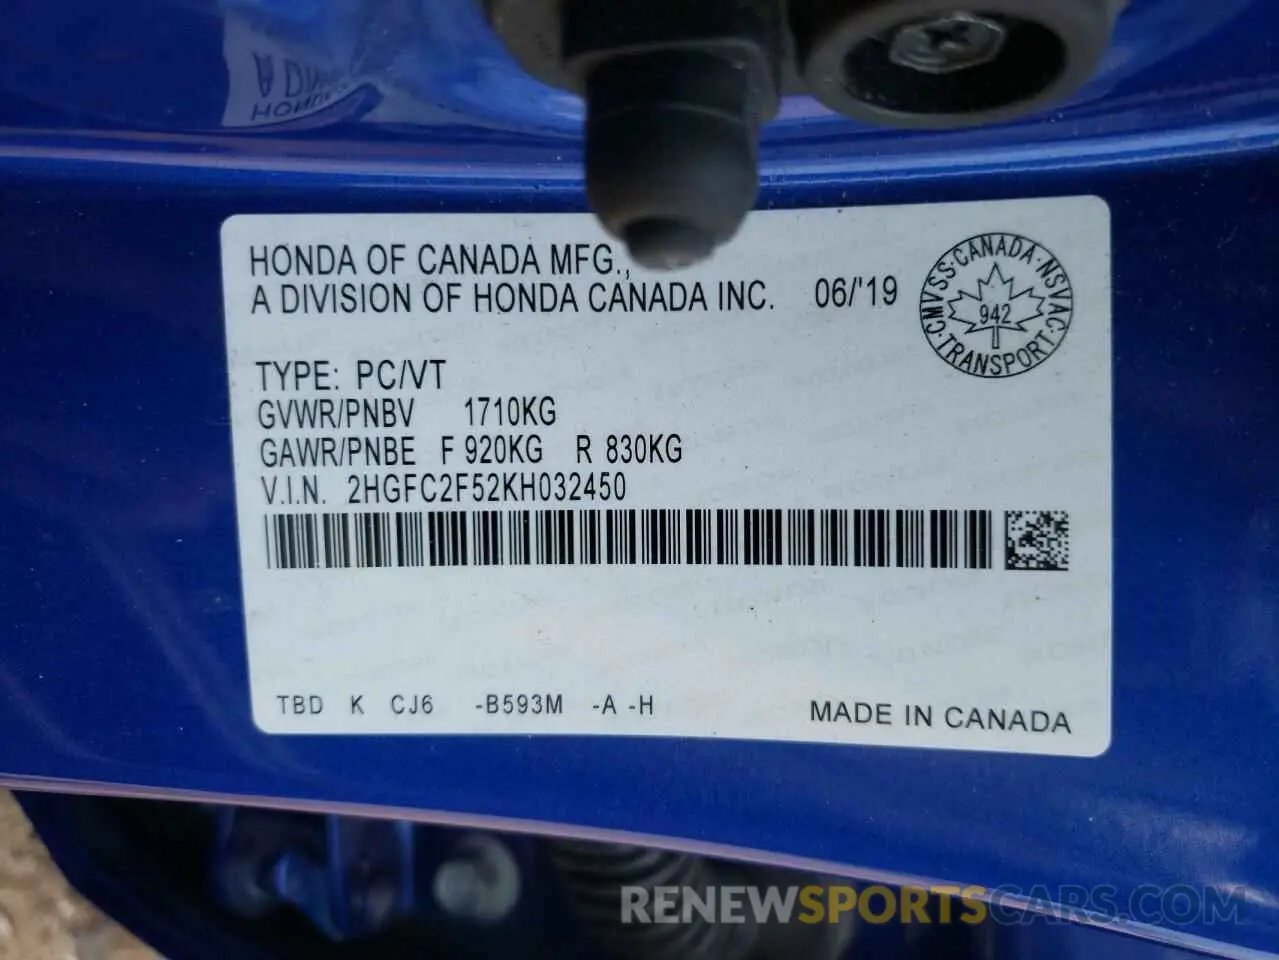 HONDA OF CANADA MFG.,
A DIVISION OF HONDA CANADA INC. 06/'19
CMVSS·CANADA·NSVAC·TRANSPORT·
942
TYPE: PC/VT
GVWR/PNBV 1710KG
GAWR/PNBE F 920KG R 830KG
V.I.N. 2HGFC2F52KH032450
TBD K CJ6 -B593M -A -H
MADE IN CANADA
RENEWSPORTSCARS.COM